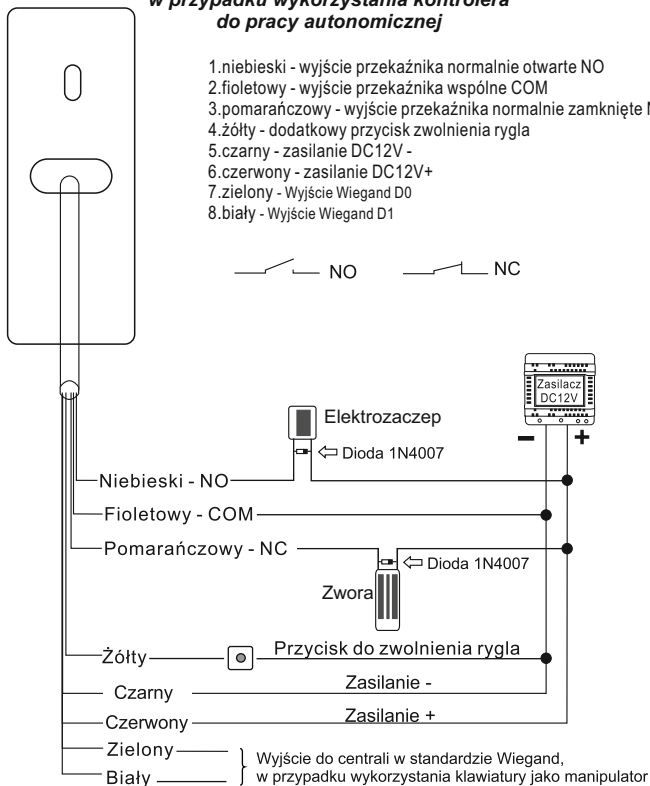 w przypadku wykorzystania kontrolera
do pracy autonomicznej
1.niebieski - wyjście przekaźnika normalnie otwarte NO
2.fioletowy - wyjście przekaźnika wspólne COM
3.pomarańczowy - wyjście przekaźnika normalnie zamknięte
4.żółty - dodatkowy przycisk zwolnienia rygla
5.czarny - zasilanie DC12V -
6.czerwony - zasilanie DC12V+
7.zielony - Wyjście Wiegand D0
8.biały - Wyjście Wiegand D1
NO
NC
Zasilacz
DC12V
Elektrozaczep
- +
Dioda 1N4007
Niebieski - NO
Fioletowy - COM
Pomarańczowy - NC
Dioda 1N4007
Zwora
Żółty
Przycisk do zwolnienia rygla
Czarny
Zasilanie -
Czerwony
Zasilanie +
Zielony
Biały
Wyjście do centrali w standardzie Wiegand,
w przypadku wykorzystania klawiatury jako manipulator